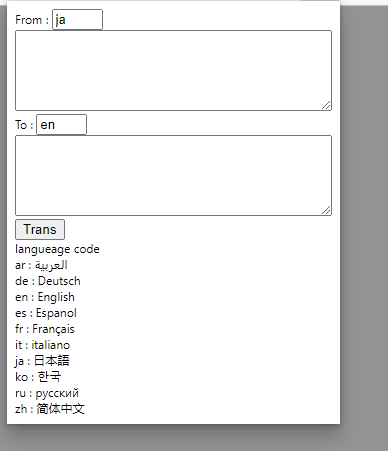 From : ja
To : en
Trans
langueage code
ar : العربية
de : Deutsch
en : English
es : Espanol
fr : Français
it : italiano
ja : 日本語
ko : 한국
ru : русский
zh : 简体中文